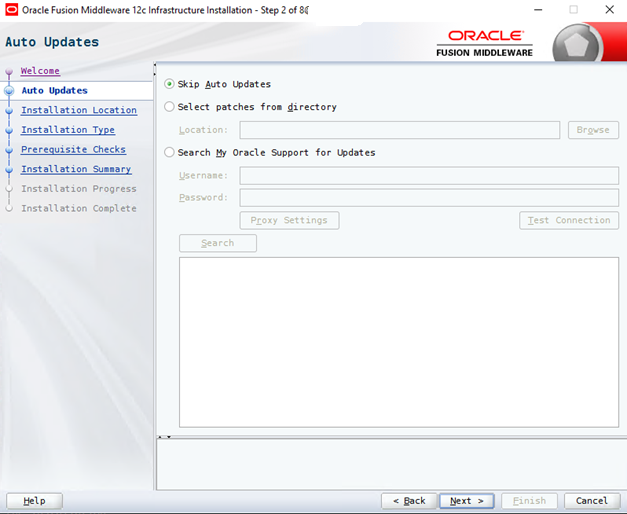 Oracle Fusion Middleware 12c Infrastructure Installation - Step 2 of 8
Auto Updates
ORACLE
FUSION MIDDLEWARE
Welcome
Auto Updates
Installation Location
Installation Type
Prerequisite Checks
Installation Summary
Installation Progress
Installation Complete
Skip Auto Updates
Select patches from directory
Location:
Browse
Search My Oracle Support for Updates
Username:
Password:
Proxy Settings
Test Connection
Search
Help
< Back
Next >
Finish
Cancel